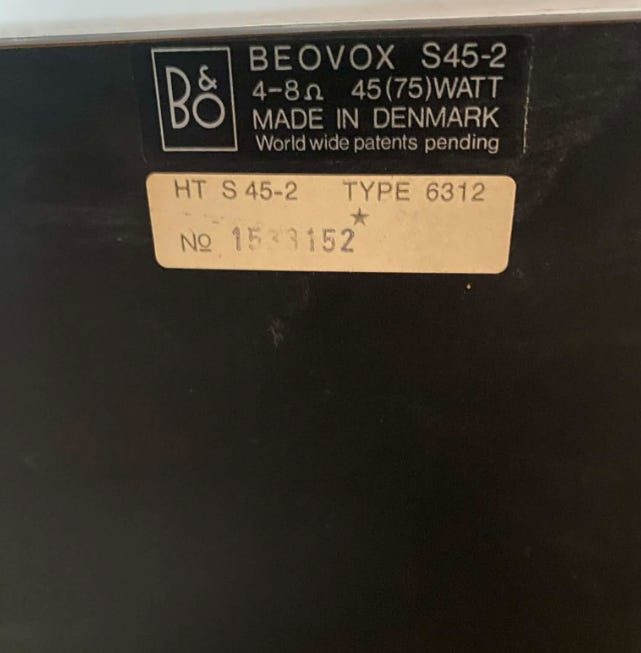 B&O
BEOVOX S45-2
4-8Ω 45(75)WATT
MADE IN DENMARK
World wide patents pending
HT S 45-2 TYPE 6312
★
No